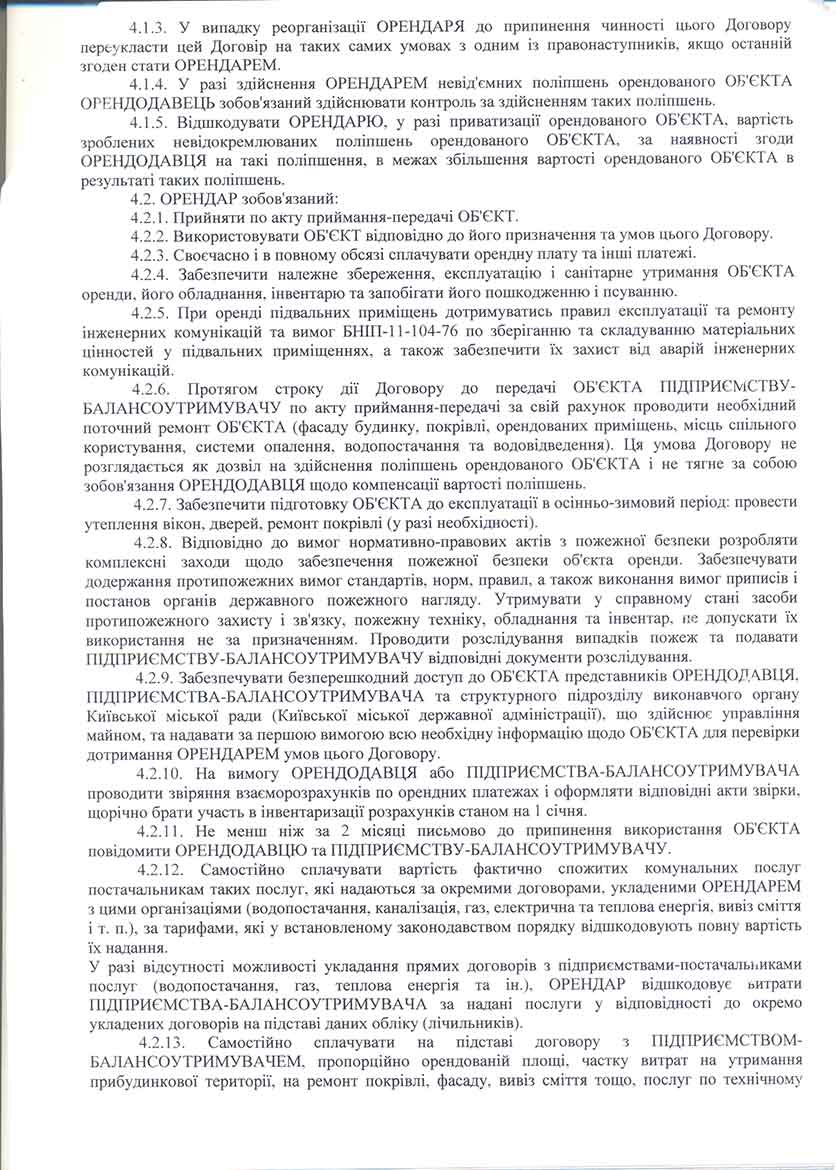 4.1.3. У випадку реорганізації ОРЕНДАРЯ до припинення чинності цього Договору
переукласти цей Договір на таких самих умовах з одним із правонаступників, якщо останній
згоден стати ОРЕНДАРЕМ.
4.1.4. У разі здійснення ОРЕНДАРЕМ невід'ємних поліпшень орендованого ОБ'ЄКТА
ОРЕНДОДАВЕЦЬ зобов'язаний здійснювати контроль за здійсненням таких поліпшень.
4.1.5. Відшкодувати ОРЕНДАРЮ, у разі приватизації орендованого ОБ'ЄКТА, вартість
зроблених невідокремлюваних поліпшень орендованого ОБ'ЄКТА, за наявності згоди
ОРЕНДОДАВЦЯ на такі поліпшення, в межах збільшення вартості орендованого ОБ'ЄКТА в
результаті таких поліпшень.
4.2. ОРЕНДАР зобов'язаний:
4.2.1. Прийняти по акту приймання-передачі ОБ'ЄКТ.
4.2.2. Використовувати ОБ'ЄКТ відповідно до його призначення та умов цього Договору.
4.2.3. Своєчасно і в повному обсязі сплачувати орендну плату та інші платежі.
4.2.4. Забезпечити належне збереження, експлуатацію і санітарне утримання ОБ'ЄКТА
оренди, його обладнання, інвентарю та запобігати його пошкодженню і псуванню.
4.2.5. При оренді підвальних приміщень дотримуватись правил експлуатації та ремонту
інженерних комунікацій та вимог БНІП-11-104-76 по зберіганню та складуванню матеріальних
цінностей у підвальних приміщеннях, а також забезпечити їх захист від аварій інженерних
комунікацій.
4.2.6. Протягом строку дії Договору до передачі ОБ'ЄКТА ПІДПРИЄМСТВУ-
БАЛАНСОУТРИМУВАЧУ по акту приймання-передачі за свій рахунок проводити необхідний
поточний ремонт ОБ'ЄКТА (фасаду будинку, покрівлі, орендованих приміщень, місць спільного
користування, системи опалення, водопостачання та водовідведення). Ця умова Договору не
розглядається як дозвіл на здійснення поліпшень орендованого ОБ'ЄКТА і не тягне за собою
зобов'язання ОРЕНДОДАВЦЯ щодо компенсації вартості поліпшень.
4.2.7. Забезпечити підготовку ОБ'ЄКТА до експлуатації в осінньо-зимовий період: провести
утеплення вікон, дверей, ремонт покрівлі (у разі необхідності).
4.2.8. Відповідно до вимог нормативно-правових актів з пожежної безпеки розробляти
комплексні заходи щодо забезпечення пожежної безпеки об'єкта оренди. Забезпечувати
додержання протипожежних вимог стандартів, норм, правил, а також виконання вимог приписів і
постанов органів державного пожежного нагляду. Утримувати у справному стані засоби
протипожежного захисту і зв'язку, пожежну техніку, обладнання та інвентар, не допускати їх
використання не за призначенням. Проводити розслідування випадків пожеж та подавати
ПІДПРИЄМСТВУ-БАЛАНСОУТРИМУВАЧУ відповідні документи розслідування.
4.2.9. Забезпечувати безперешкодний доступ до ОБ'ЄКТА представників ОРЕНДОДАВЦЯ,
ПІДПРИЄМСТВА-БАЛАНСОУТРИМУВАЧА та структурного підрозділу виконавчого органу
Київської міської ради (Київської міської державної адміністрації), що здійснює управління
майном, та надавати за першою вимогою всю необхідну інформацію щодо ОБ'ЄКТА для перевірки
дотримання ОРЕНДАРЕМ умов цього Договору.
4.2.10. На вимогу ОРЕНДОДАВЦЯ або ПІДПРИЄМСТВА-БАЛАНСОУТРИМУВАЧА
проводити звіряння взаєморозрахунків по орендних платежах і оформляти відповідні акти звірки,
щорічно брати участь в інвентаризації розрахунків станом на 1 січня.
4.2.11. Не менш ніж за 2 місяці письмово до припинення використання ОБ'ЄКТА
повідомити ОРЕНДОДАВЦЮ та ПІДПРИЄМСТВУ-БАЛАНСОУТРИМУВАЧУ.
4.2.12. Самостійно сплачувати вартість фактично спожитих комунальних послуг
постачальникам таких послуг, які надаються за окремими договорами, укладеними ОРЕНДАРЕМ
з цими організаціями (водопостачання, каналізація, газ, електрична та теплова енергія, вивіз сміття
і т. п.), за тарифами, які у встановленому законодавством порядку відшкодовують повну вартість
їх надання.
У разі відсутності можливості укладання прямих договорів з підприємствами-постачальниками
послуг (водопостачання, газ, теплова енергія та ін.), ОРЕНДАР відшкодовує витрати
ПІДПРИЄМСТВА-БАЛАНСОУТРИМУВАЧА за надані послуги у відповідності до окремо
укладених договорів на підставі даних обліку (лічильників).
4.2.13. Самостійно сплачувати на підставі договору з ПІДПРИЄМСТВОМ-
БАЛАНСОУТРИМУВАЧЕМ, пропорційно орендованій площі, частку витрат на утримання
прибудинкової території, на ремонт покрівлі, фасаду, вивіз сміття тощо, послуг по технічному